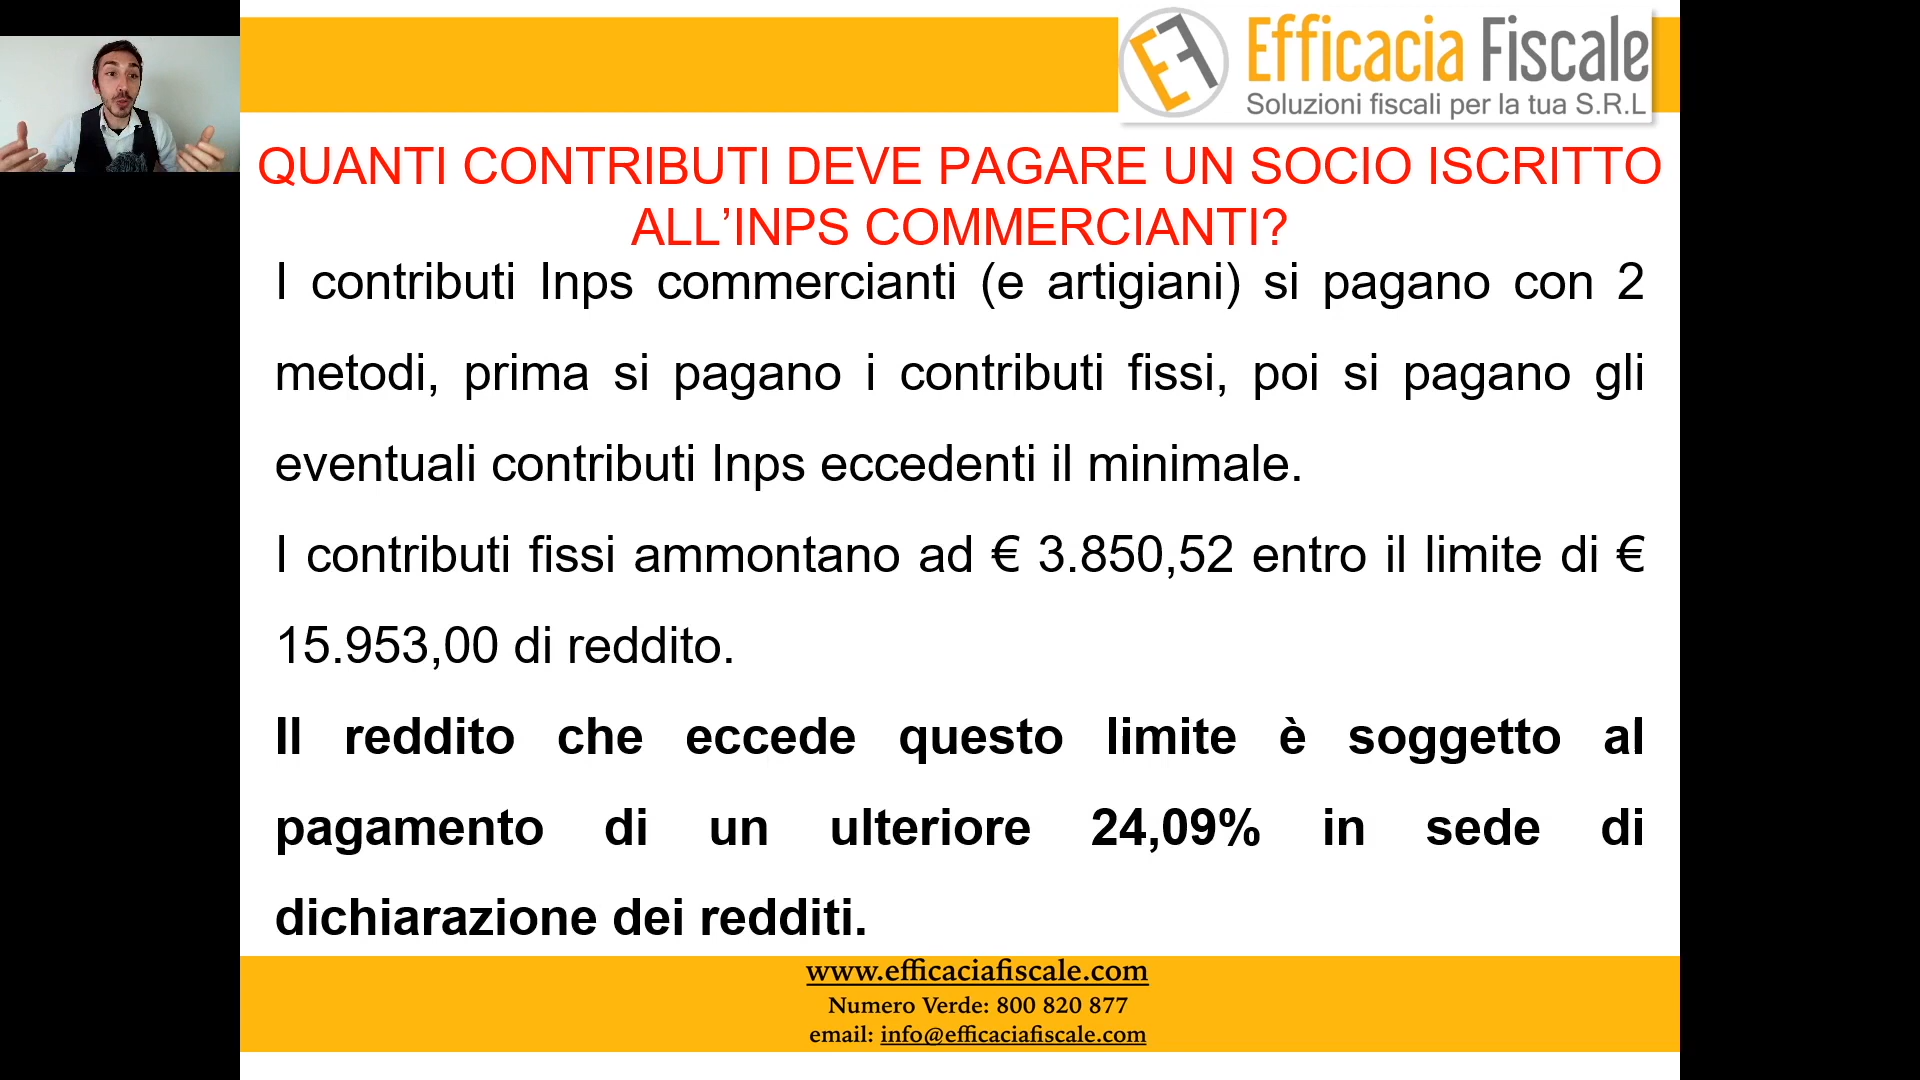 EF Efficacia Fiscale
Soluzioni fiscali per la tua S.R.L
QUANTI CONTRIBUTI DEVE PAGARE UN SOCIO ISCRITTO
ALL’INPS COMMERCIANTI?
I contributi Inps commercianti (e artigiani) si pagano con 2
metodi, prima si pagano i contributi fissi, poi si pagano gli
eventuali contributi Inps eccedenti il minimale.
I contributi fissi ammontano ad € 3.850,52 entro il limite di €
15.953,00 di reddito.
Il reddito che eccede questo limite è soggetto al
pagamento di un ulteriore 24,09% in sede di
dichiarazione dei redditi.
www.efficaciafiscale.com
Numero Verde: 800 820 877
email: info@efficaciafiscale.com